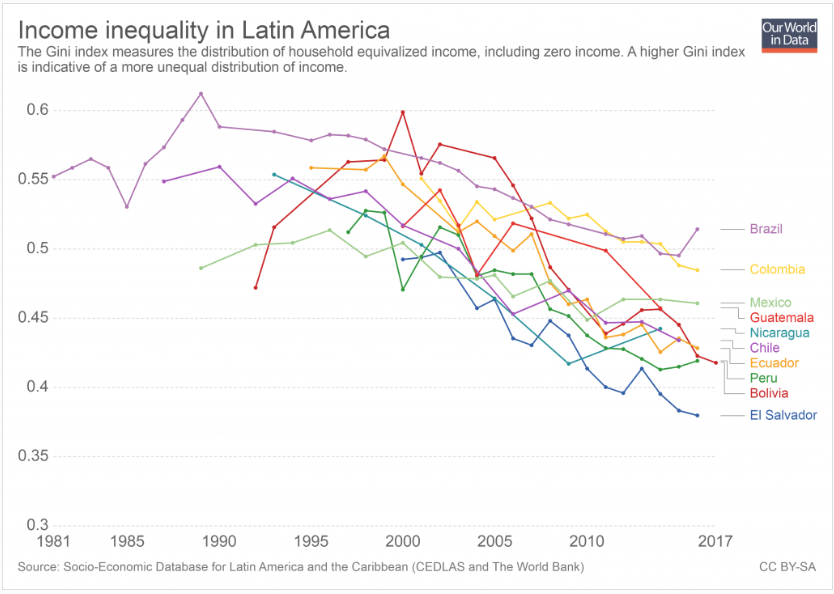 Income inequality in Latin America
The Gini index measures the distribution of household equivalized income, including zero income. A higher Gini index
is indicative of a more unequal distribution of income.
Our World
in Data
0.6
0.55
0.5
0.45
0.4
0.35
0.3
1981
1985
1990
1995
2000
2005
2010
2017
Brazil
Colombia
Mexico
Guatemala
Nicaragua
Chile
Ecuador
Peru
Bolivia
El Salvador
Source: Socio-Economic Database for Latin America and the Caribbean (CEDLAS and The World Bank)
CC BY-SA